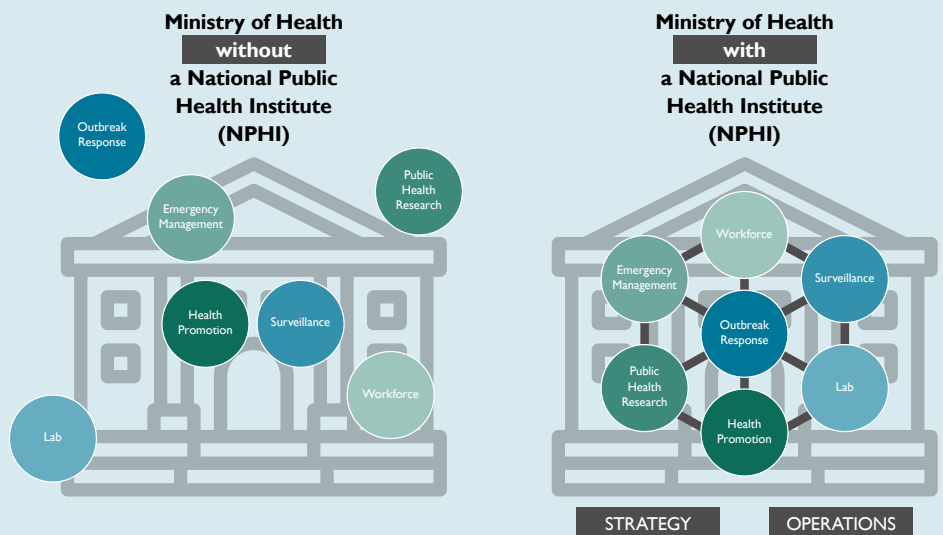 Ministry of Health
without
a National Public
Health Institute
(NPHI)
Outbreak
Response
Public
Health
Research
Emergency
Management
Health
Promotion
Surveillance
Workforce
Lab
Ministry of Health
with
a National Public
Health Institute
(NPHI)
Workforce
Emergency
Management
Surveillance
Outbreak
Response
Public
Health
Research
Lab
Health
Promotion
STRATEGY
OPERATIONS